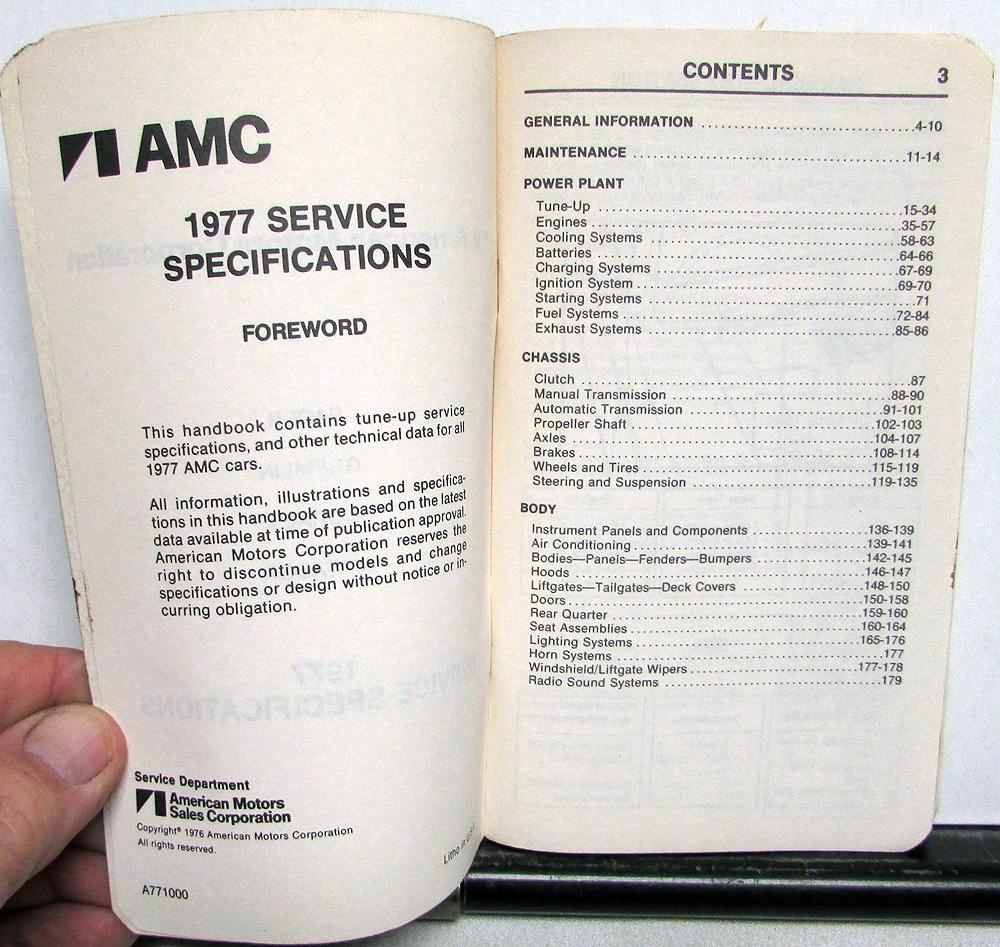 AMC
1977 SERVICE
SPECIFICATIONS
FOREWORD
This handbook contains tune-up service
specifications, and other technical data for all
1977 AMC cars.
All information, illustrations and specifica-
tions in this handbook are based on the latest
data available at time of publication approval.
American Motors Corporation reserves the
right to discontinue models and change
specifications or design without notice or in-
curring obligation.
Service Department
American Motors
Sales Corporation
Copyright® 1976 American Motors Corporation
All rights reserved.
Litho in U.S.A.
A771000
CONTENTS 3
GENERAL INFORMATION ........................4-10
MAINTENANCE ........................11-14
POWER PLANT
Tune-Up ........................15-34
Engines ........................35-57
Cooling Systems ........................58-63
Batteries ........................64-66
Charging Systems ........................67-69
Ignition System ........................69-70
Starting Systems ........................71
Fuel Systems ........................72-84
Exhaust Systems ........................85-86
CHASSIS
Clutch ........................87
Manual Transmission ........................88-90
Automatic Transmission ........................91-101
Propeller Shaft ........................102-103
Axles ........................104-107
Brakes ........................108-114
Wheels and Tires ........................115-119
Steering and Suspension ........................119-135
BODY
Instrument Panels and Components ........................136-139
Air Conditioning ........................139-141
Bodies—Panels—Fenders—Bumpers ........................142-145
Hoods ........................146-147
Liftgates—Tailgates—Deck Covers ........................148-150
Doors ........................150-158
Rear Quarter ........................159-160
Seat Assemblies ........................160-164
Lighting Systems ........................165-176
Horn Systems ........................177
Windshield/Liftgate Wipers ........................177-178
Radio Sound Systems ........................179